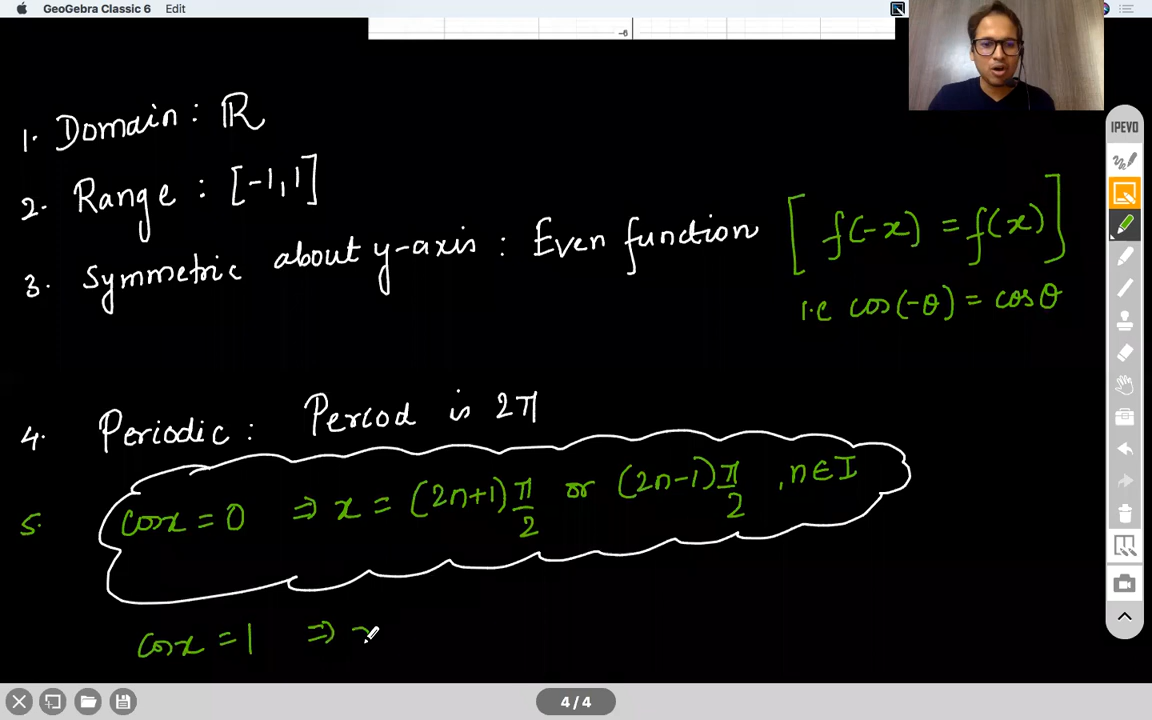 GeoGebra Classic 6 Edit
-6
1. Domain : ℝ
2. Range : [-1,1]
3. Symmetric about y-axis : Even function [f(-x) = f(x)]
i.e cos(-θ) = cosθ
4. Periodic : Period is 2π
5. cosx = 0 ⇒ x = (2n+1)π/2 or (2n-1)π/2 , n∈I
cosx = 1 ⇒
IPEVO
4/4